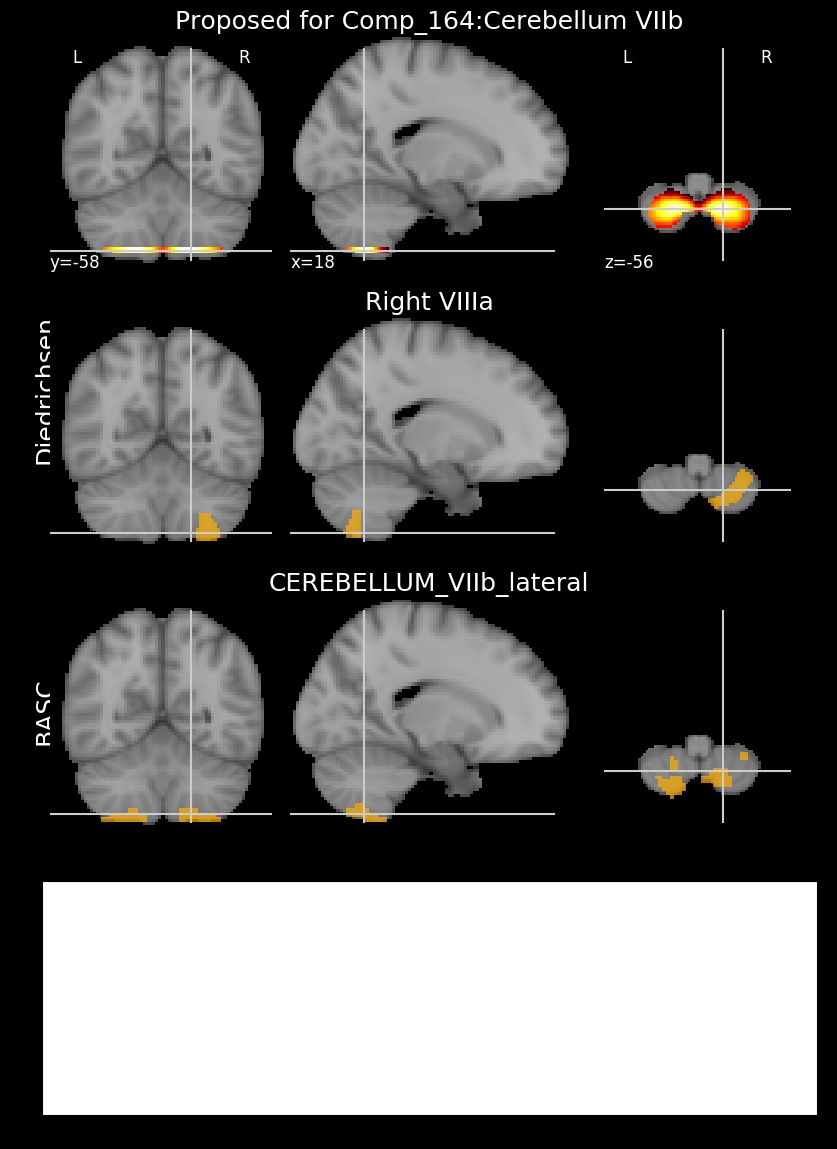 Proposed for Comp_164:Cerebellum VIIb
L R L R
y=-58 x=18 z=-56
Right VIIIa
Diedrichsen
CEREBELLUM_VIIb_lateral
BASC